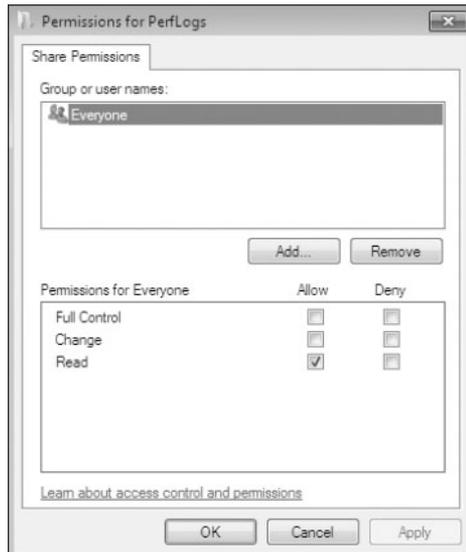 Permissions for PerfLogs
Share Permissions
Group or user names:
Everyone
Add...
Remove
Permissions for Everyone Allow Deny
Full Control
Change
Read
Learn about access control and permissions
OK
Cancel
Apply